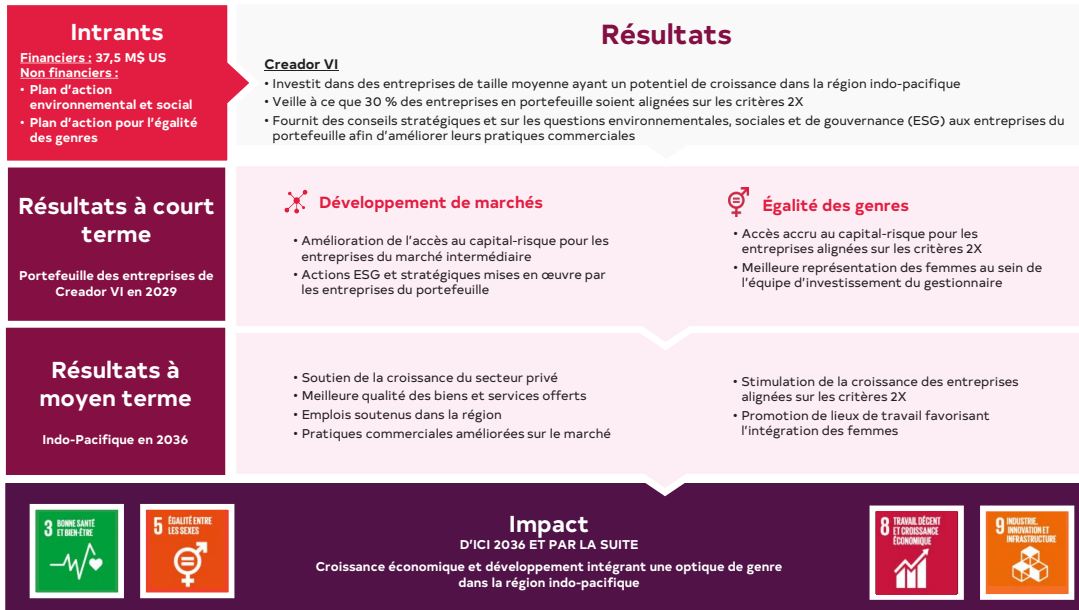 Intrants
Financiers : 37,5 M$ US
Non financiers :
• Plan d'action
environnemental et social
• Plan d'action pour l'égalité
des genres
Résultats
Creador VI
• Investit dans des entreprises de taille moyenne ayant un potentiel de croissance dans la région indo-pacifique
• Veille à ce que 30 % des entreprises en portefeuille soient alignées sur les critères 2X
• Fournit des conseils stratégiques et sur les questions environnementales, sociales et de gouvernance (ESG) aux entreprises du
portefeuille afin d'améliorer leurs pratiques commerciales
Résultats à court
terme
Portefeuille des entreprises de
Creador VI en 2029
Développement de marchés
• Amélioration de l'accès au capital-risque pour les
entreprises du marché intermédiaire
• Actions ESG et stratégiques mises en œuvre par
les entreprises du portefeuille
Égalité des genres
• Accès accru au capital-risque pour les
entreprises alignées sur les critères 2X
• Meilleure représentation des femmes au sein de
l'équipe d'investissement du gestionnaire
Résultats à
moyen terme
Indo-Pacifique en 2036
• Soutien de la croissance du secteur privé
• Meilleure qualité des biens et services offerts
• Emplois soutenus dans la région
• Pratiques commerciales améliorées sur le marché
• Stimulation de la croissance des entreprises
alignées sur les critères 2X
• Promotion de lieux de travail favorisant
l'intégration des femmes
3 BONNE SANTÉ
ET BIEN-ÊTRE
5 ÉGALITÉ ENTRE
LES SEXES
Impact
D'ICI 2036 ET PAR LA SUITE
Croissance économique et développement intégrant une optique de genre
dans la région indo-pacifique
8 TRAVAIL DÉCENT
ET CROISSANCE
ÉCONOMIQUE
9 INDUSTRIE,
INNOVATION ET
INFRASTRUCTURE